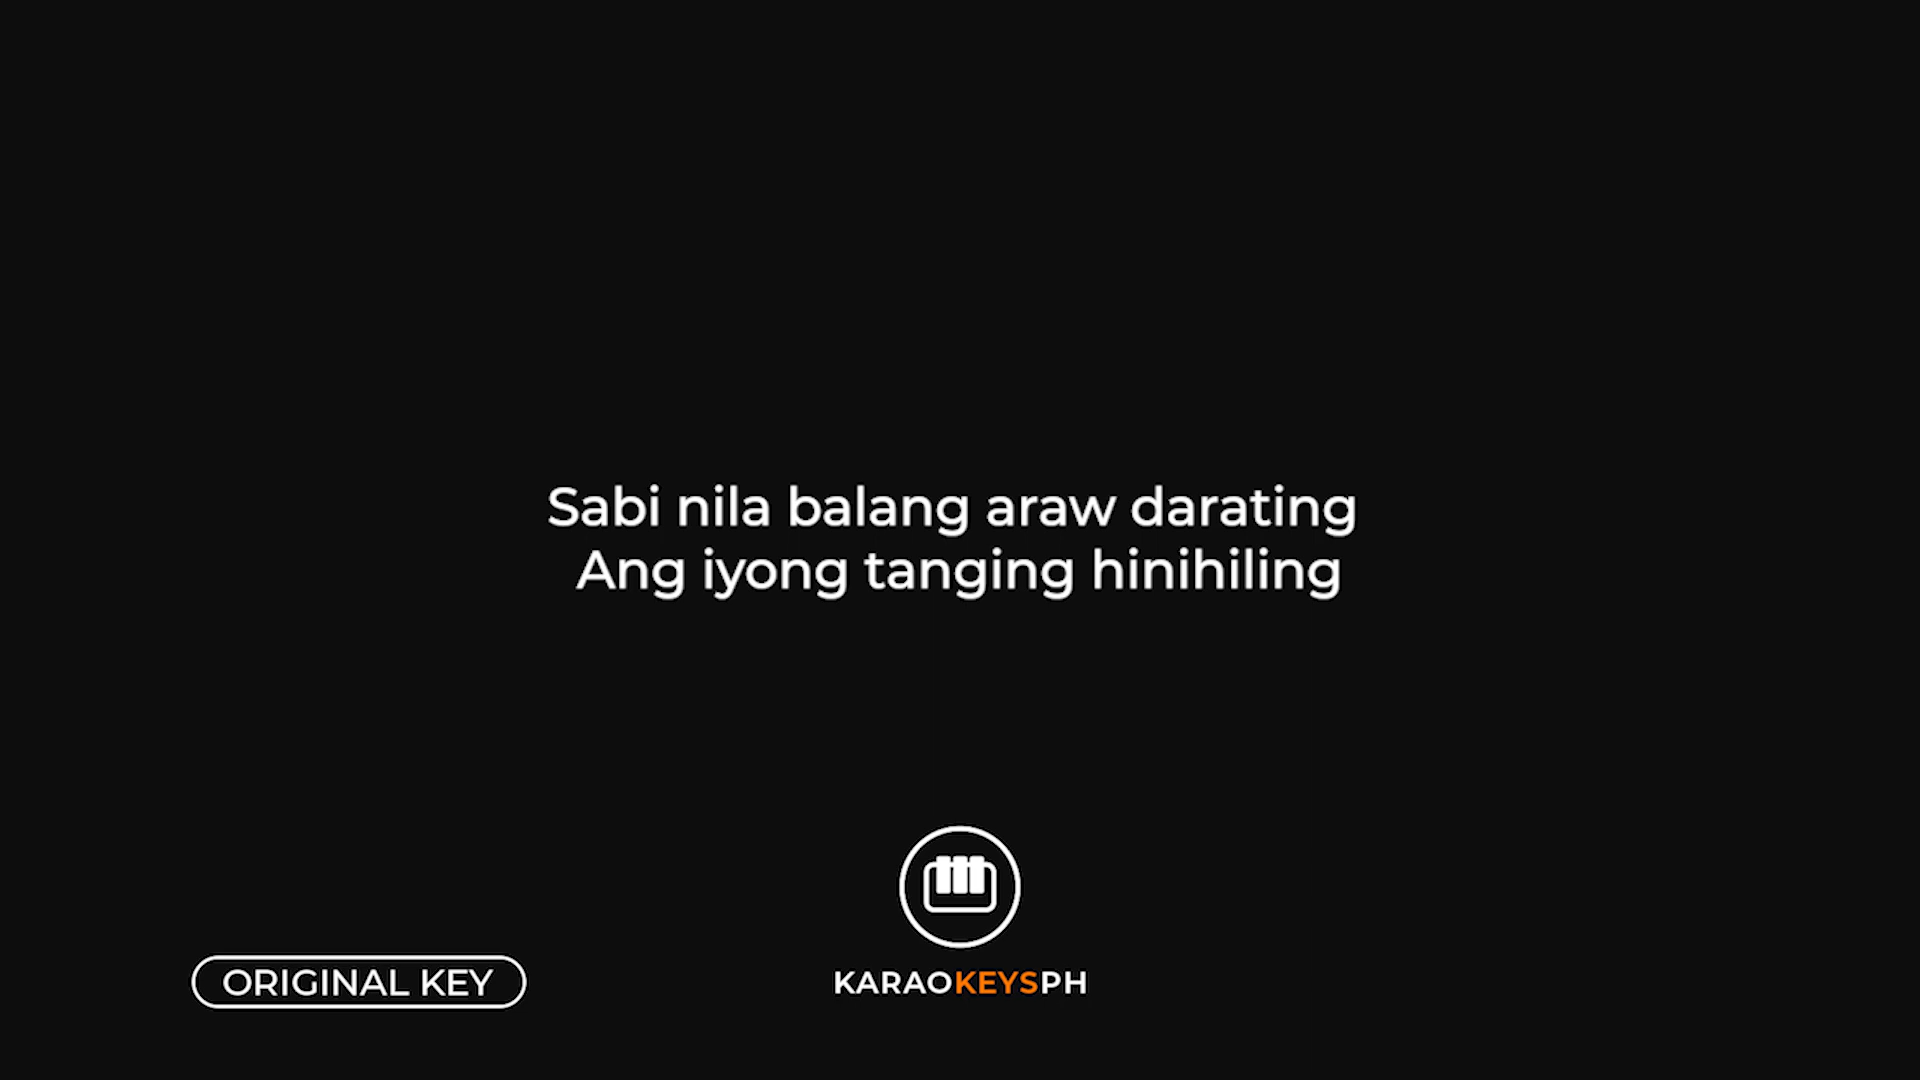 Sabi nila balang araw darating
Ang iyong tanging hinihiling
ORIGINAL KEY
KARAOKEYSPH